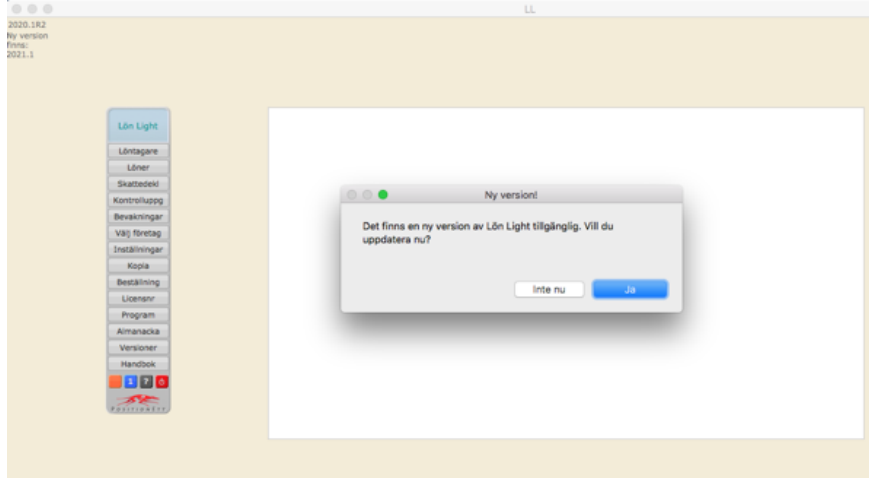 LL
2020.1R2
Ny version
finns:
2021.1
Lön Light
Löntagare
Löner
Skattedekl
Kontrolluppg
Bevakningar
Välj företag
Inställningar
Kopia
Beställning
Licensnr
Program
Almanacka
Versioner
Handbok
1 7
Ny version!
Det finns en ny version av Lön Light tillgänglig. Vill du
uppdatera nu?
Inte nu Ja